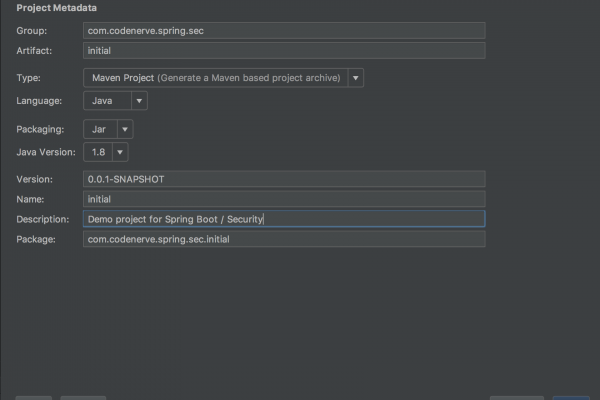 Project Metadata
Group: com.codenerve.spring.sec
Artifact: initial
Type: Maven Project (Generate a Maven based project archive)
Language: Java
Packaging: Jar
Java Version: 1.8
Version: 0.0.1-SNAPSHOT
Name: initial
Description: Demo project for Spring Boot / Security
Package: com.codenerve.spring.sec.initial